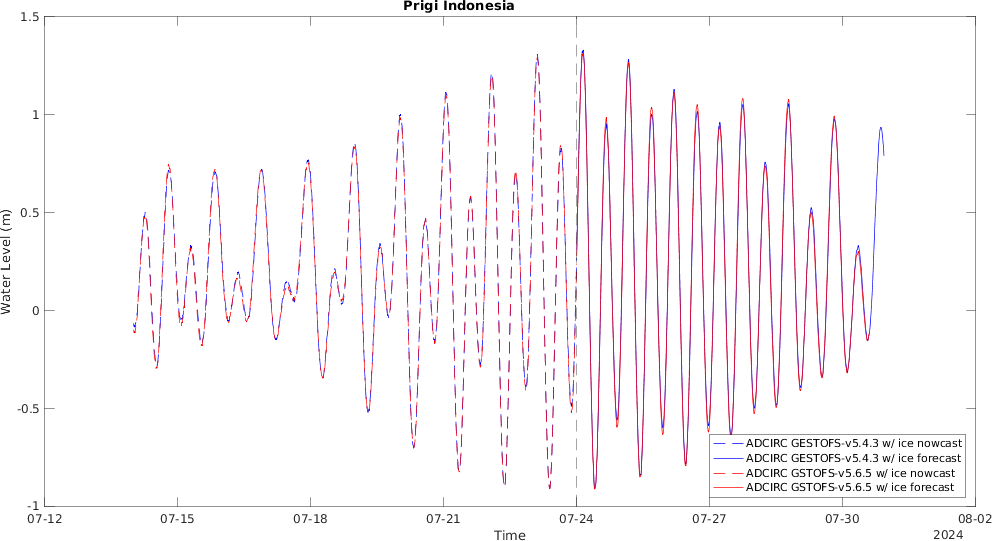 Prigi Indonesia
1.5
1
0.5
0
-0.5
-1
Water Level (m)
07-12
07-15
07-18
07-21
07-24
07-27
07-30
08-02
Time
2024
ADCIRC GESTOFS-v5.4.3 w/ ice nowcast
ADCIRC GESTOFS-v5.4.3 w/ ice forecast
ADCIRC GSTOFS-v5.6.5 w/ ice nowcast
ADCIRC GSTOFS-v5.6.5 w/ ice forecast